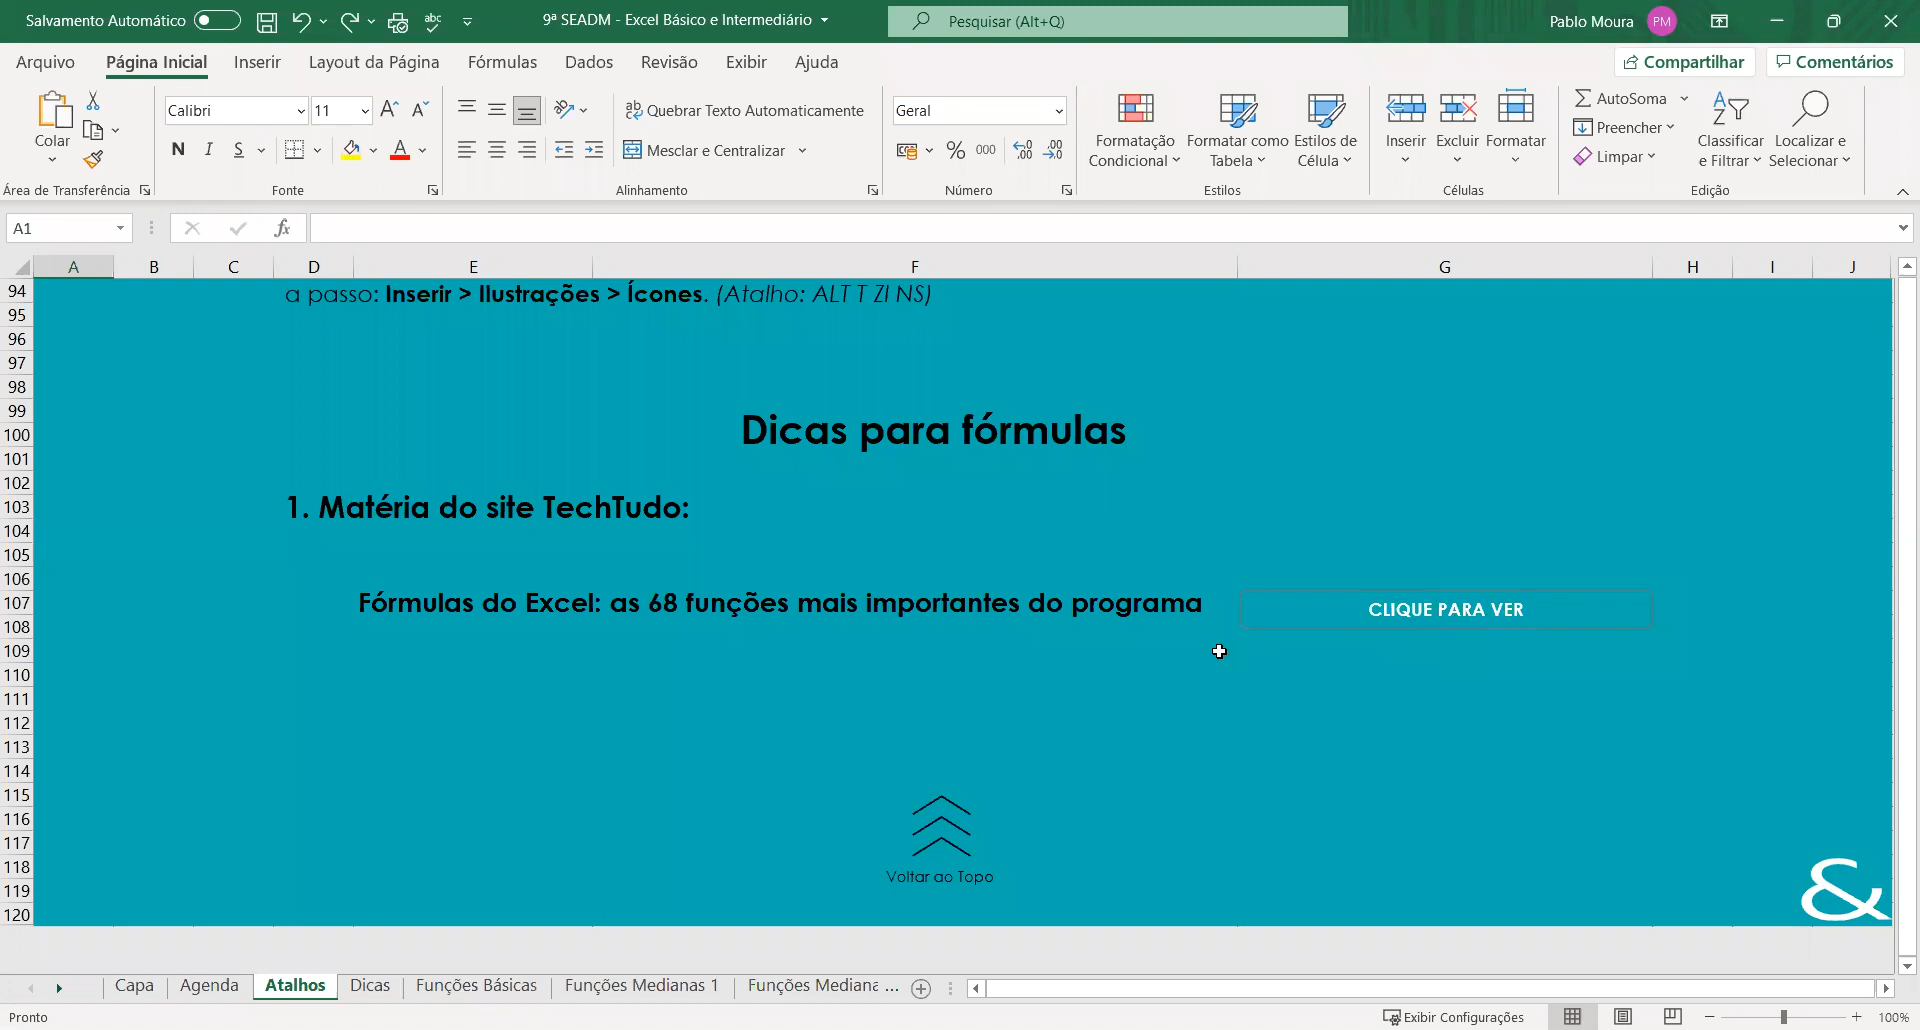 Salvamento Automático
9ª SEADM - Excel Básico e Intermediário
Pesquisar (Alt+Q)
Pablo Moura
PM
Arquivo Página Inicial Inserir Layout da Página Fórmulas Dados Revisão Exibir Ajuda
Compartilhar
Comentários
Colar
Área de Transferência
Calibri 11
N I S
Fonte
Quebrar Texto Automaticamente
Mesclar e Centralizar
Alinhamento
Geral
% 000
Número
Formatação Condicional
Formatar como Tabela
Estilos de Célula
Estilos
Inserir Excluir Formatar
Células
AutoSoma
Preencher
Limpar
Classificar e Filtrar
Localizar e Selecionar
Edição
A1
fx
A B C D E F G H I J
94
95
96
97
98
99
100
101
102
103
104
105
106
107
108
109
110
111
112
113
114
115
116
117
118
119
120
a passo: Inserir > Ilustrações > Ícones. (Atalho: ALT T ZI NS)
Dicas para fórmulas
1. Matéria do site TechTudo:
Fórmulas do Excel: as 68 funções mais importantes do programa
CLIQUE PARA VER
Voltar ao Topo
&
Capa Agenda Atalhos Dicas Funções Básicas Funções Medianas 1 Funções Mediana ...
Pronto
Exibir Configurações
100%